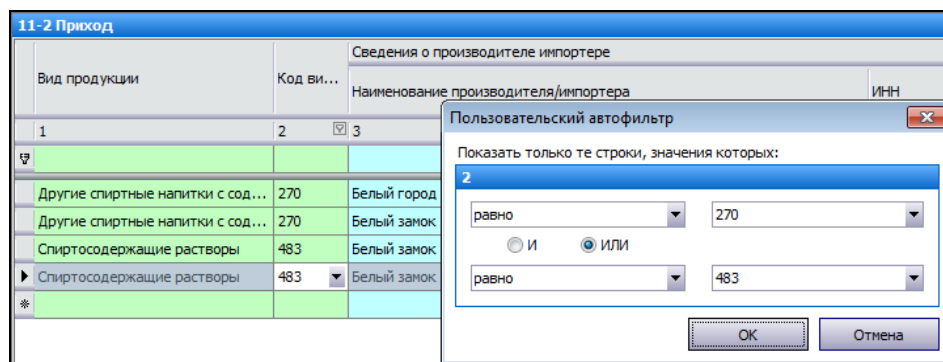 11-2 Приход
Сведения о производителе импортере
Вид продукции
Код ви...
Наименование производителя/импортера
ИНН
1
2
3
Другие спиртные напитки с сод... 270 Белый город
Другие спиртные напитки с сод... 270 Белый замок
Спиртосодержащие растворы 483 Белый замок
Спиртосодержащие растворы 483 Белый замок
Пользовательский автофильтр
Показать только те строки, значения которых:
2
равно 270
И ИЛИ
равно 483
ОК Отмена